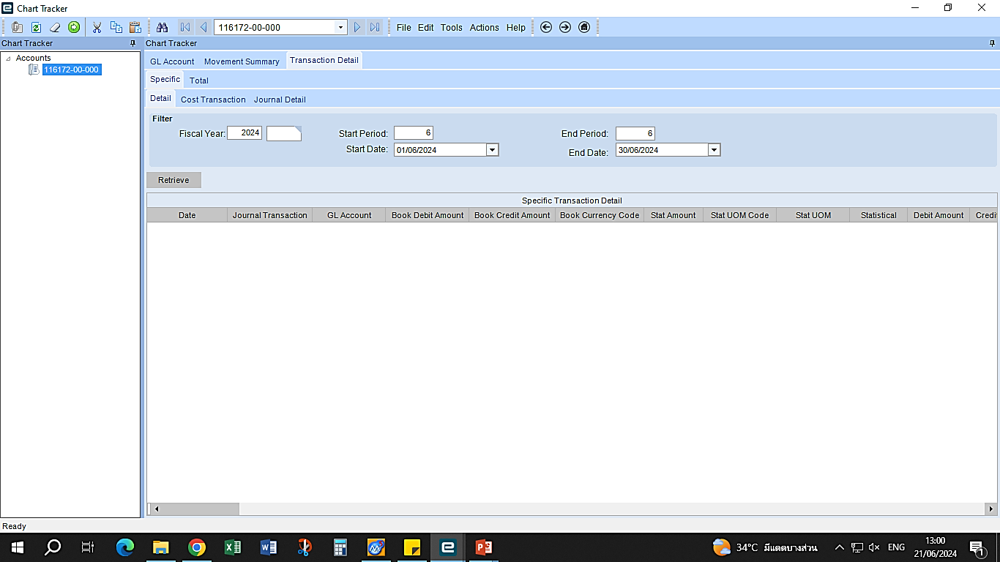 Chart Tracker
116172-00-000 File Edit Tools Actions Help
Chart Tracker Chart Tracker
Accounts
116172-00-000
GL Account Movement Summary Transaction Detail
Specific Total
Detail Cost Transaction Journal Detail
Filter
Fiscal Year: 2024 Start Period: 6 End Period: 6
Start Date: 01/06/2024 End Date: 30/06/2024
Retrieve
Specific Transaction Detail
Date Journal Transaction GL Account Book Debit Amount Book Credit Amount Book Currency Code Stat Amount Stat UOM Code Stat UOM Statistical Debit Amount Credi
Ready
34°C มีแดดบางส่วน ENG 13:00
21/06/2024 1